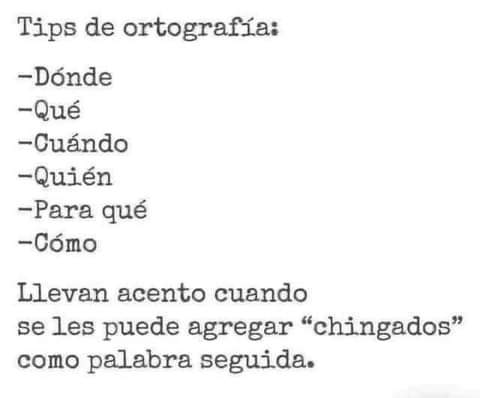 Tips de ortografía:
-Dónde
-Qué
-Cuándo
-Quién
-Para qué
-Cómo
Llevan acento cuando
se les puede agregar “chingados”
como palabra seguida.